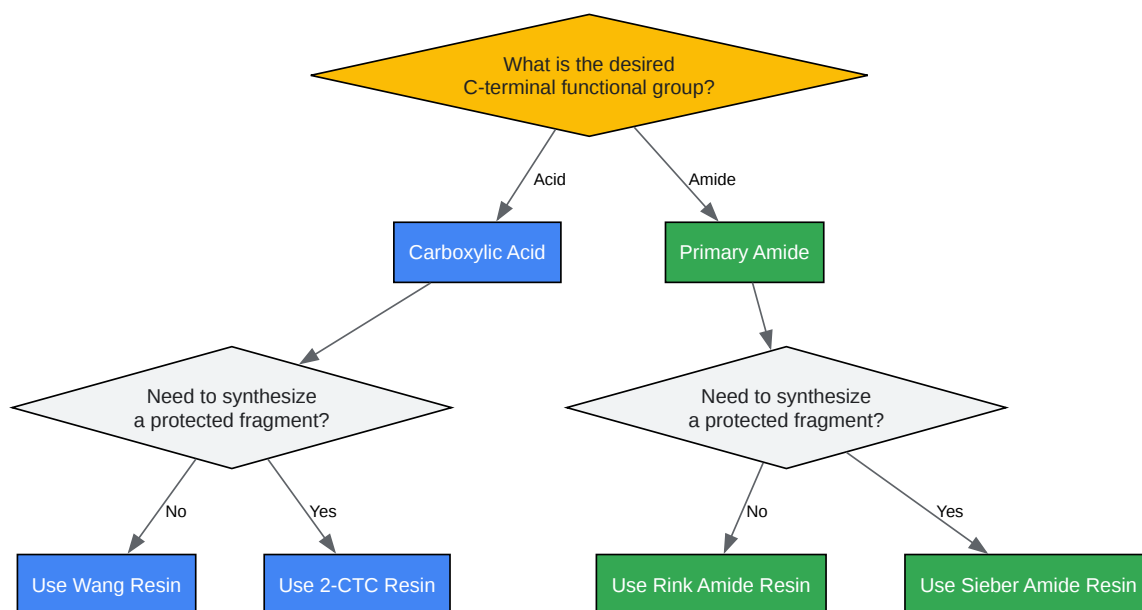 What is the desired
C-terminal functional group?
Acid
Amide
Carboxylic Acid
Primary Amide
Need to synthesize
a protected fragment?
Need to synthesize
a protected fragment?
No
Yes
No
Yes
Use Wang Resin
Use 2-CTC Resin
Use Rink Amide Resin
Use Sieber Amide Resin